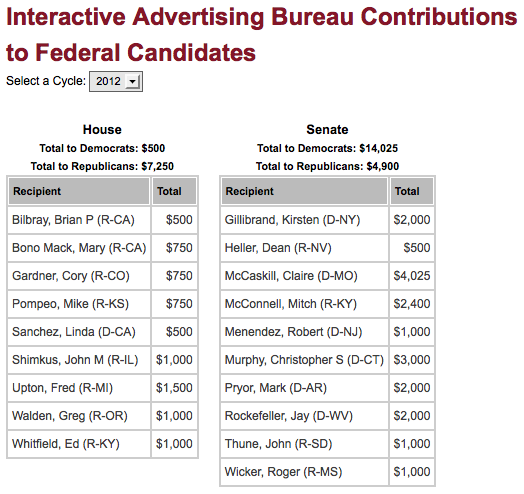 Interactive Advertising Bureau Contributions
to Federal Candidates
Select a Cycle: 2012
House
Total to Democrats: $500
Total to Republicans: $7,250
Recipient Total
Bilbray, Brian P (R-CA) $500
Bono Mack, Mary (R-CA) $750
Gardner, Cory (R-CO) $750
Pompeo, Mike (R-KS) $750
Sanchez, Linda (D-CA) $500
Shimkus, John M (R-IL) $1,000
Upton, Fred (R-MI) $1,500
Walden, Greg (R-OR) $1,000
Whitfield, Ed (R-KY) $1,000
Senate
Total to Democrats: $14,025
Total to Republicans: $4,900
Recipient Total
Gillibrand, Kirsten (D-NY) $2,000
Heller, Dean (R-NV) $500
McCaskill, Claire (D-MO) $4,025
McConnell, Mitch (R-KY) $2,400
Menendez, Robert (D-NJ) $1,000
Murphy, Christopher S (D-CT) $3,000
Pryor, Mark (D-AR) $2,000
Rockefeller, Jay (D-WV) $2,000
Thune, John (R-SD) $1,000
Wicker, Roger (R-MS) $1,000